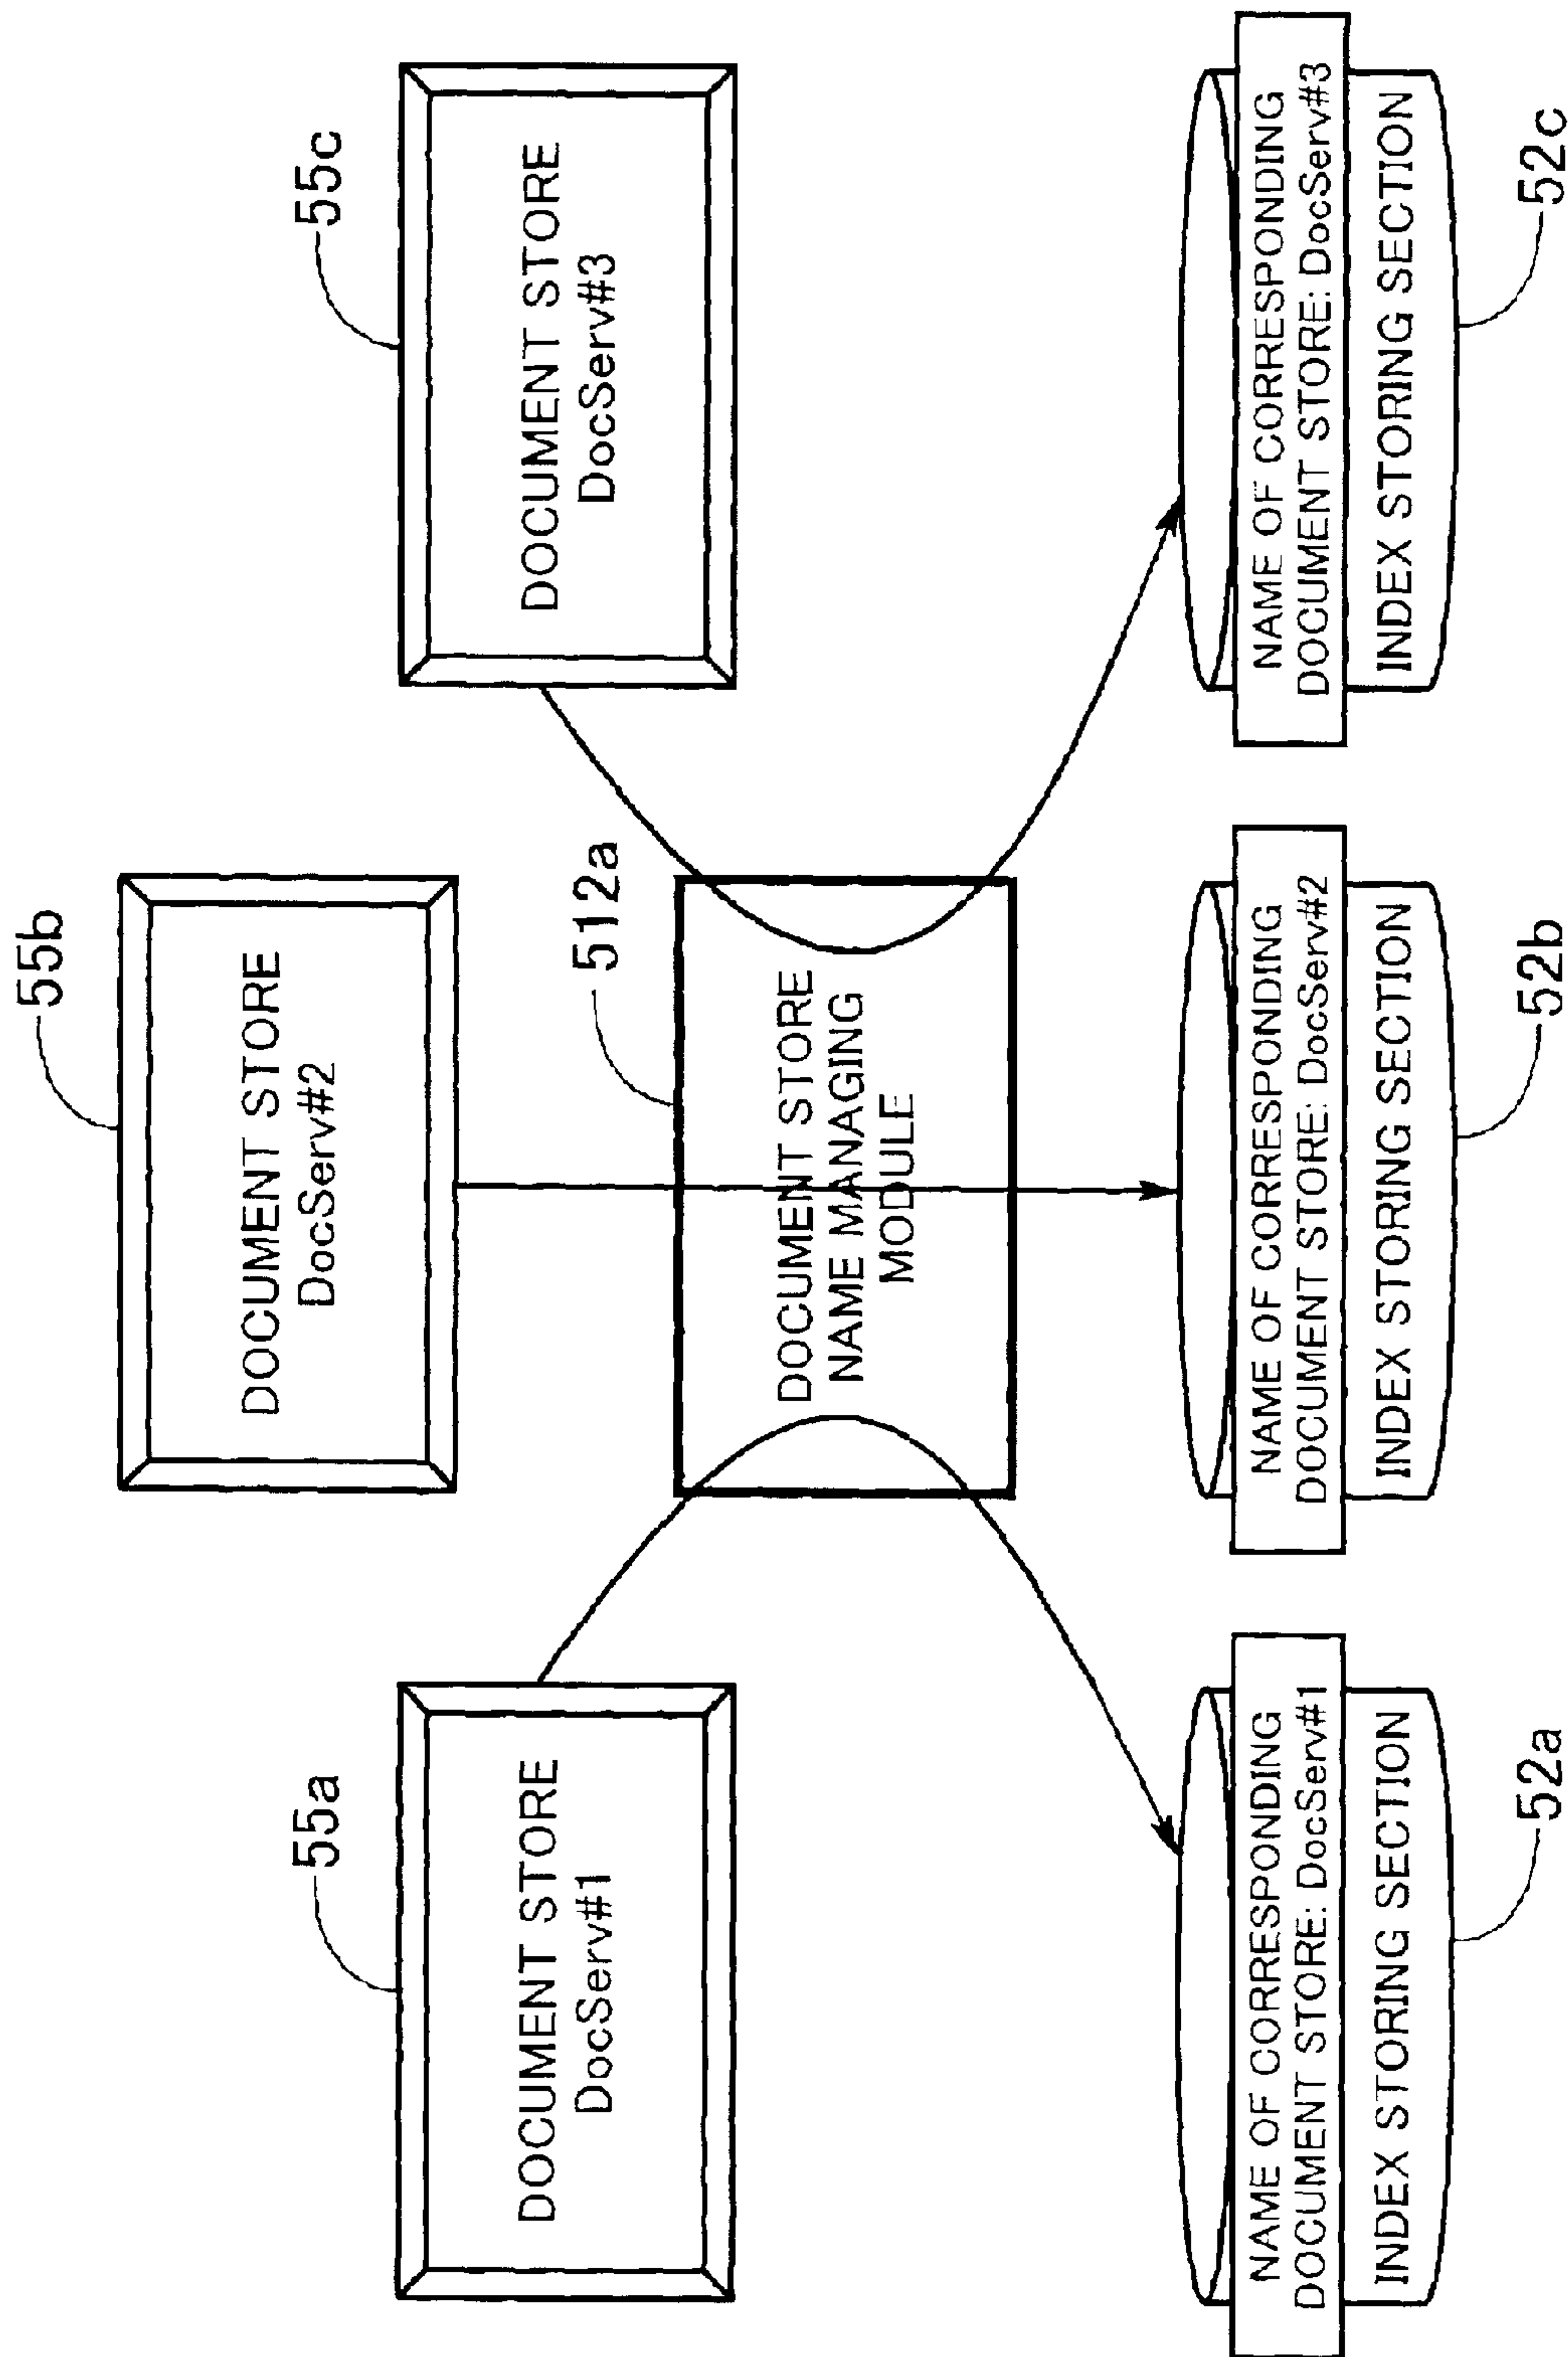 55b
DOCUMENT STORE
DocServ#2
55a
DOCUMENT STORE
DocServ#1
512a
DOCUMENT STORE
NAME MANAGING
MODULE
55c
DOCUMENT STORE
DocServ#3
NAME OF CORRESPONDING
DOCUMENT STORE: DocServ#1
INDEX STORING SECTION
52a
NAME OF CORRESPONDING
DOCUMENT STORE: DocServ#2
INDEX STORING SECTION
52b
NAME OF CORRESPONDING
DOCUMENT STORE: DocServ#3
INDEX STORING SECTION
52c